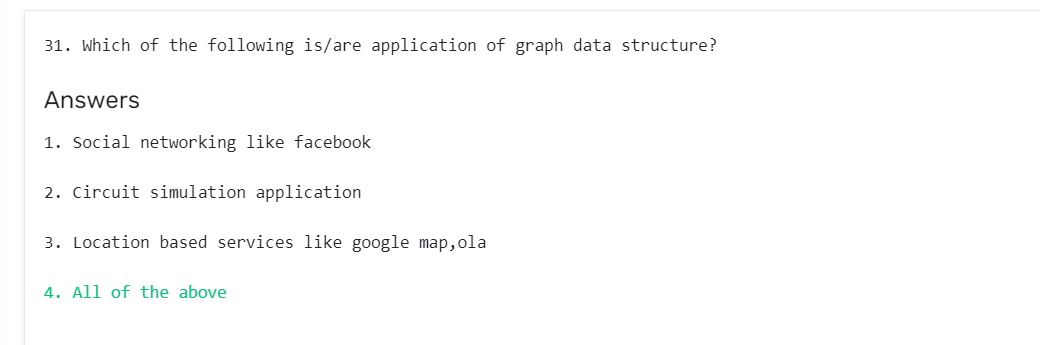 31. Which of the following is/are application of graph data structure?
Answers
1. Social networking like facebook
2. Circuit simulation application
3. Location based services like google map,ola
4. All of the above